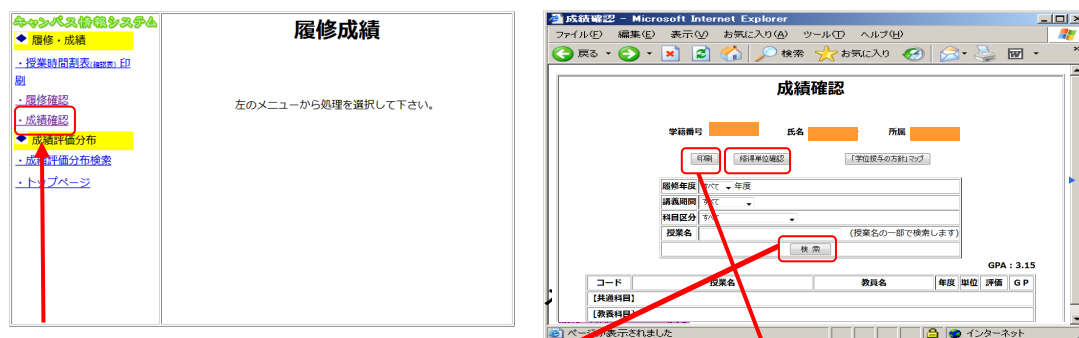 キャンパス情報システム
◆ 履修・成績
・授業時間割表(確認表) 印
刷
・履修確認
・成績確認
◆ 成績評価分布
・成績評価分布検索
・トップページ
履修成績
左のメニューから処理を選択して下さい。
成績確認 - Microsoft Internet Explorer
ファイル(F) 編集(E) 表示(V) お気に入り(A) ツール(T) ヘルプ(H)
戻る 検索 お気に入り
成績確認
学籍番号 氏名 所属
印刷 修得単位確認 「学位授与の方針」マップ
履修年度 すべて 年度
講義期間 すべて
科目区分 すべて
授業名 (授業名の一部で検索します)
検 索
GPA : 3.15
コード 授業名 教員名 年度 単位 評価 G P
【共通科目】
【教養科目】
ページが表示されました インターネット